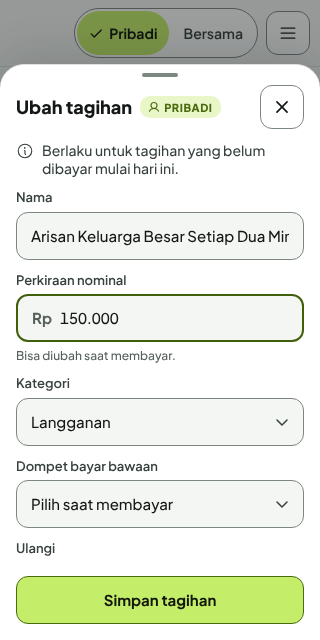 Pribadi
Bersama
Ubah tagihan
PRIBADI
Berlaku untuk tagihan yang belum
dibayar mulai hari ini.
Nama
Arisan Keluarga Besar Setiap Dua
Perkiraan nominal
Rp 150.000
Bisa diubah saat membayar.
Kategori
Langganan
Dompet bayar bawaan
Pilih saat membayar
Ulangi
Simpan tagihan